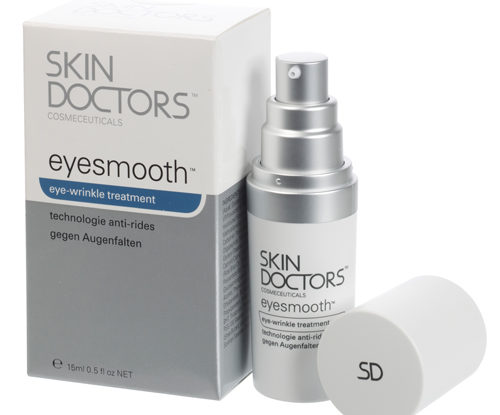 SKIN
DOCTORS™
COSMECEUTICALS
eyesmooth™
eye-wrinkle treatment
technologie anti-rides
gegen Augenfalten
℮ 15ml 0.5 fl oz NET
SKIN
DOCTORS™
COSMECEUTICALS
eyesmooth™
eye-wrinkle treatment
technologie anti-rides
gegen Augenfalten
SD